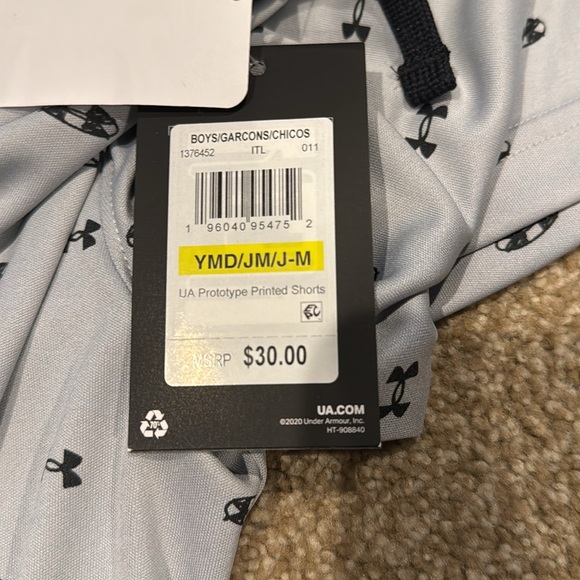 BOYS/GARCONS/CHICOS
1376452 ITL 011
1 96040 95475 2
YMD/JM/J-M
UA Prototype Printed Shorts
MSRP $30.00
UA.COM
©2020 Under Armour, Inc.
HT-908840